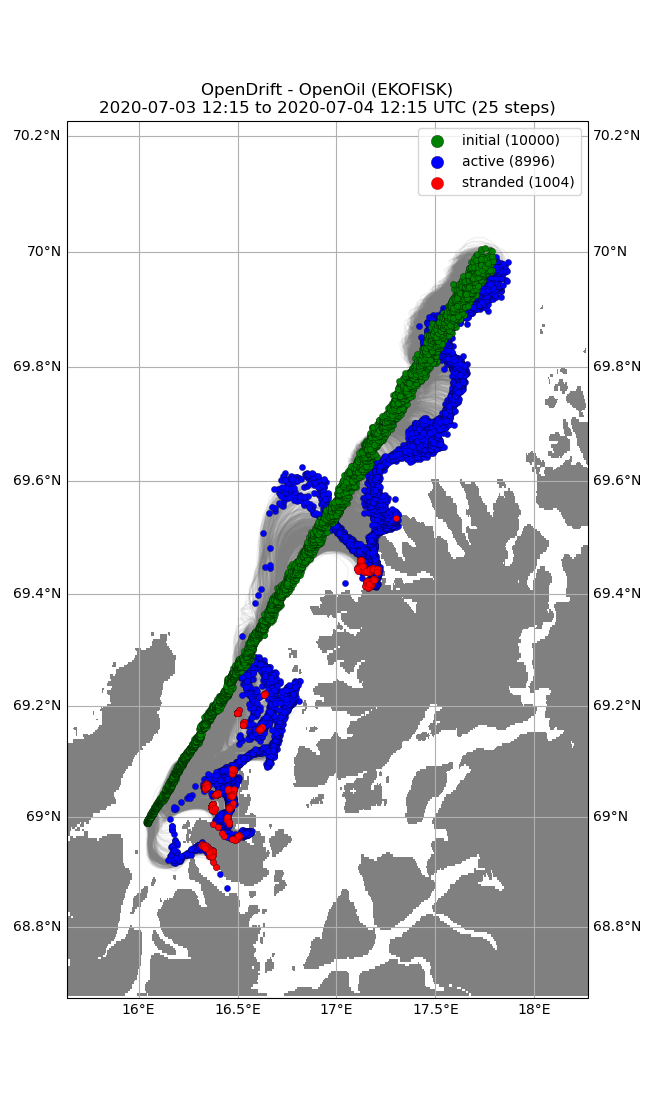 OpenDrift - OpenOil (EKOFISK)
2020-07-03 12:15 to 2020-07-04 12:15 UTC (25 steps)
initial (10000)
active (8996)
stranded (1004)
70.2°N 70.2°N
70°N 70°N
69.8°N 69.8°N
69.6°N 69.6°N
69.4°N 69.4°N
69.2°N 69.2°N
69°N 69°N
68.8°N 68.8°N
16°E 16.5°E 17°E 17.5°E 18°E